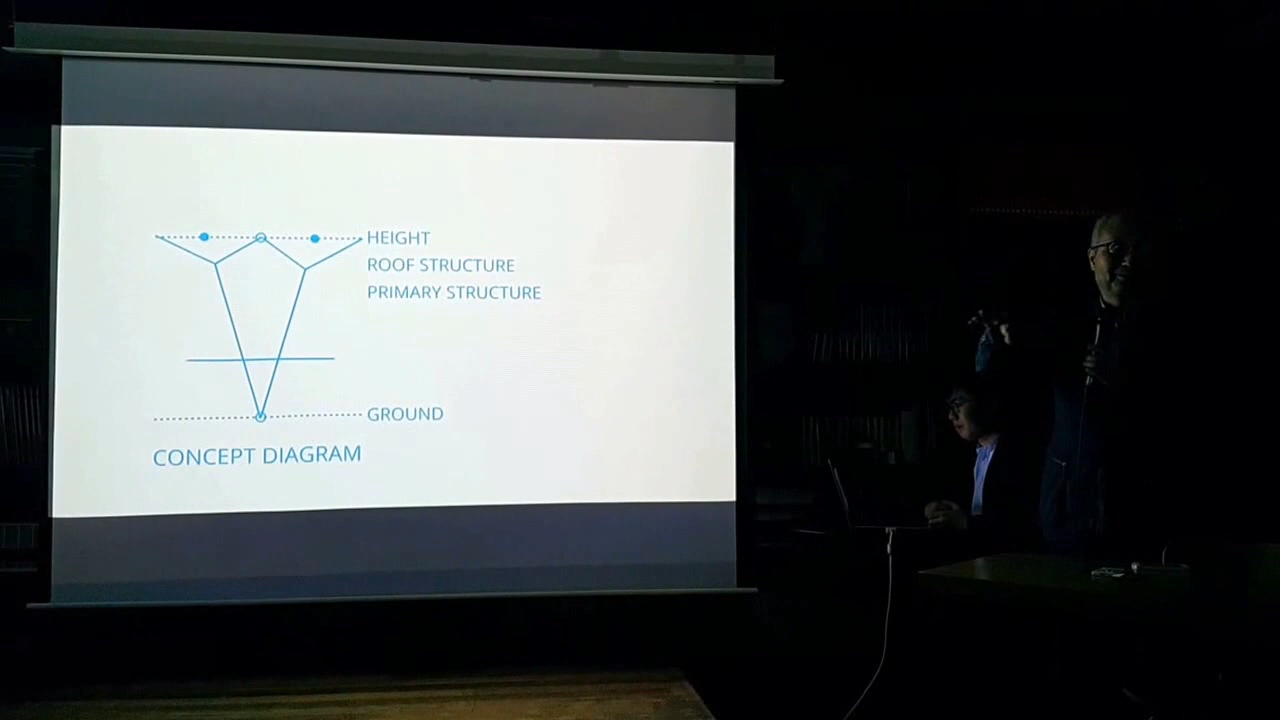 HEIGHT
ROOF STRUCTURE
PRIMARY STRUCTURE
GROUND
CONCEPT DIAGRAM